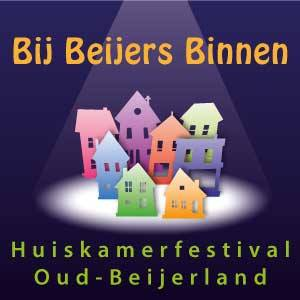 Bij Beijers Binnen
Huiskamerfestival
Oud-Beijerland